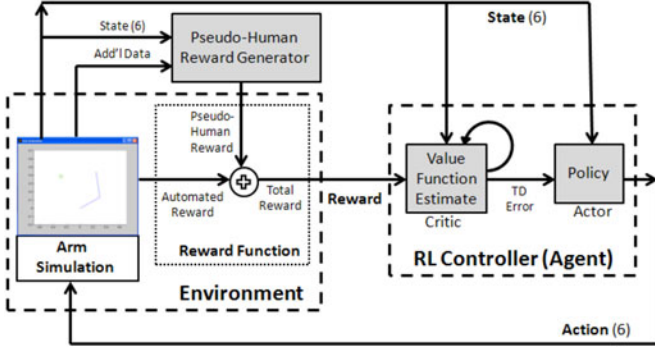 State (6)
Add'l Data
Pseudo-Human
Reward Generator
State (6)
Pseudo-
Human
Reward
Automated
Reward
Total
Reward
Reward Function
Arm
Simulation
Environment
Reward
Value
Function
Estimate
Critic
TD
Error
Policy
Actor
RL Controller (Agent)
Action (6)